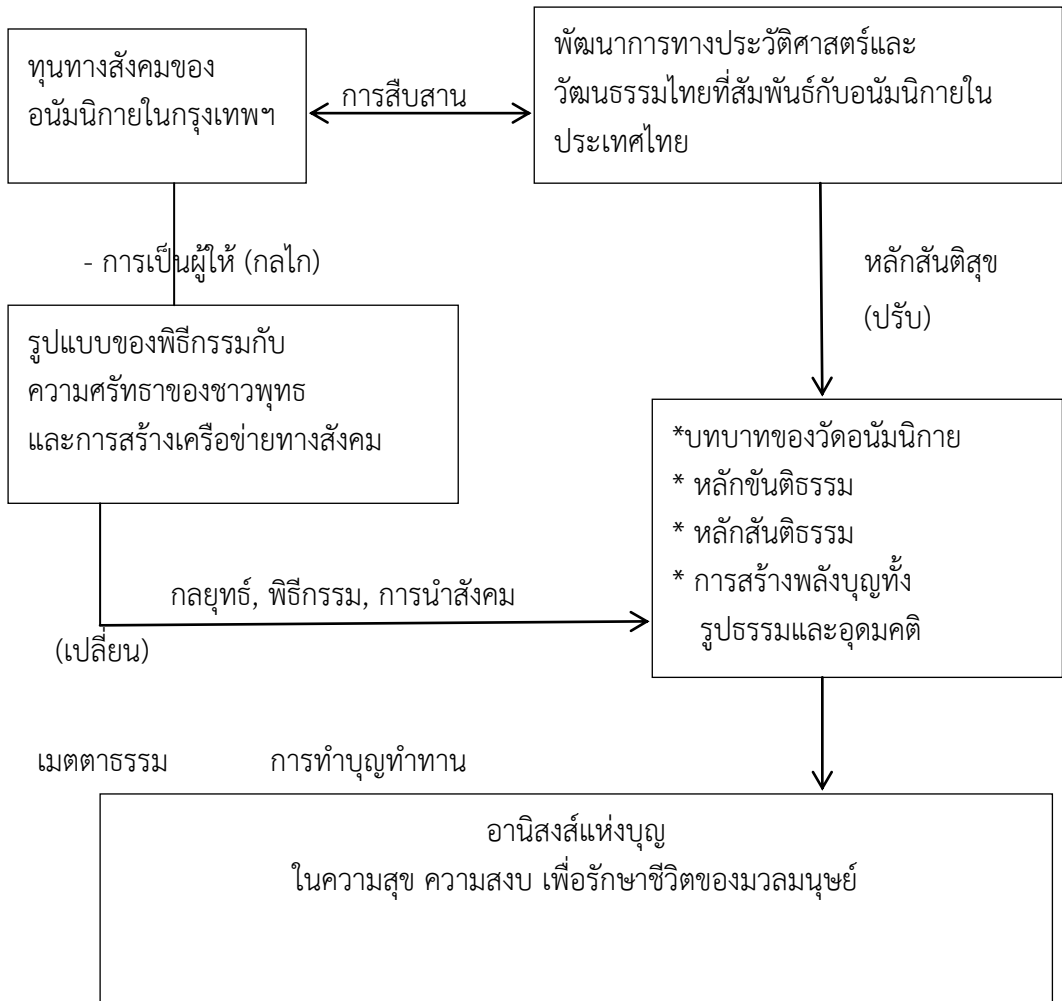 ทุนทางสังคมของ
อนัมนิกายในกรุงเทพฯ
การสืบสาน
พัฒนาการทางประวัติศาสตร์และ
วัฒนธรรมไทยที่สัมพันธ์กับอนัมนิกายใน
ประเทศไทย
- การเป็นผู้ให้ (กลไก)
หลักสันติสุข
(ปรับ)
รูปแบบของพิธีกรรมกับ
ความศรัทธาของชาวพุทธ
และการสร้างเครือข่ายทางสังคม
*บทบาทของวัดอนัมนิกาย
* หลักขันติธรรม
* หลักสันติธรรม
* การสร้างพลังบุญทั้ง
รูปธรรมและอุดมคติ
กลยุทธ์, พิธีกรรม, การนำสังคม
(เปลี่ยน)
เมตตาธรรม การทำบุญทำทาน
อานิสงส์แห่งบุญ
ในความสุข ความสงบ เพื่อรักษาชีวิตของมวลมนุษย์